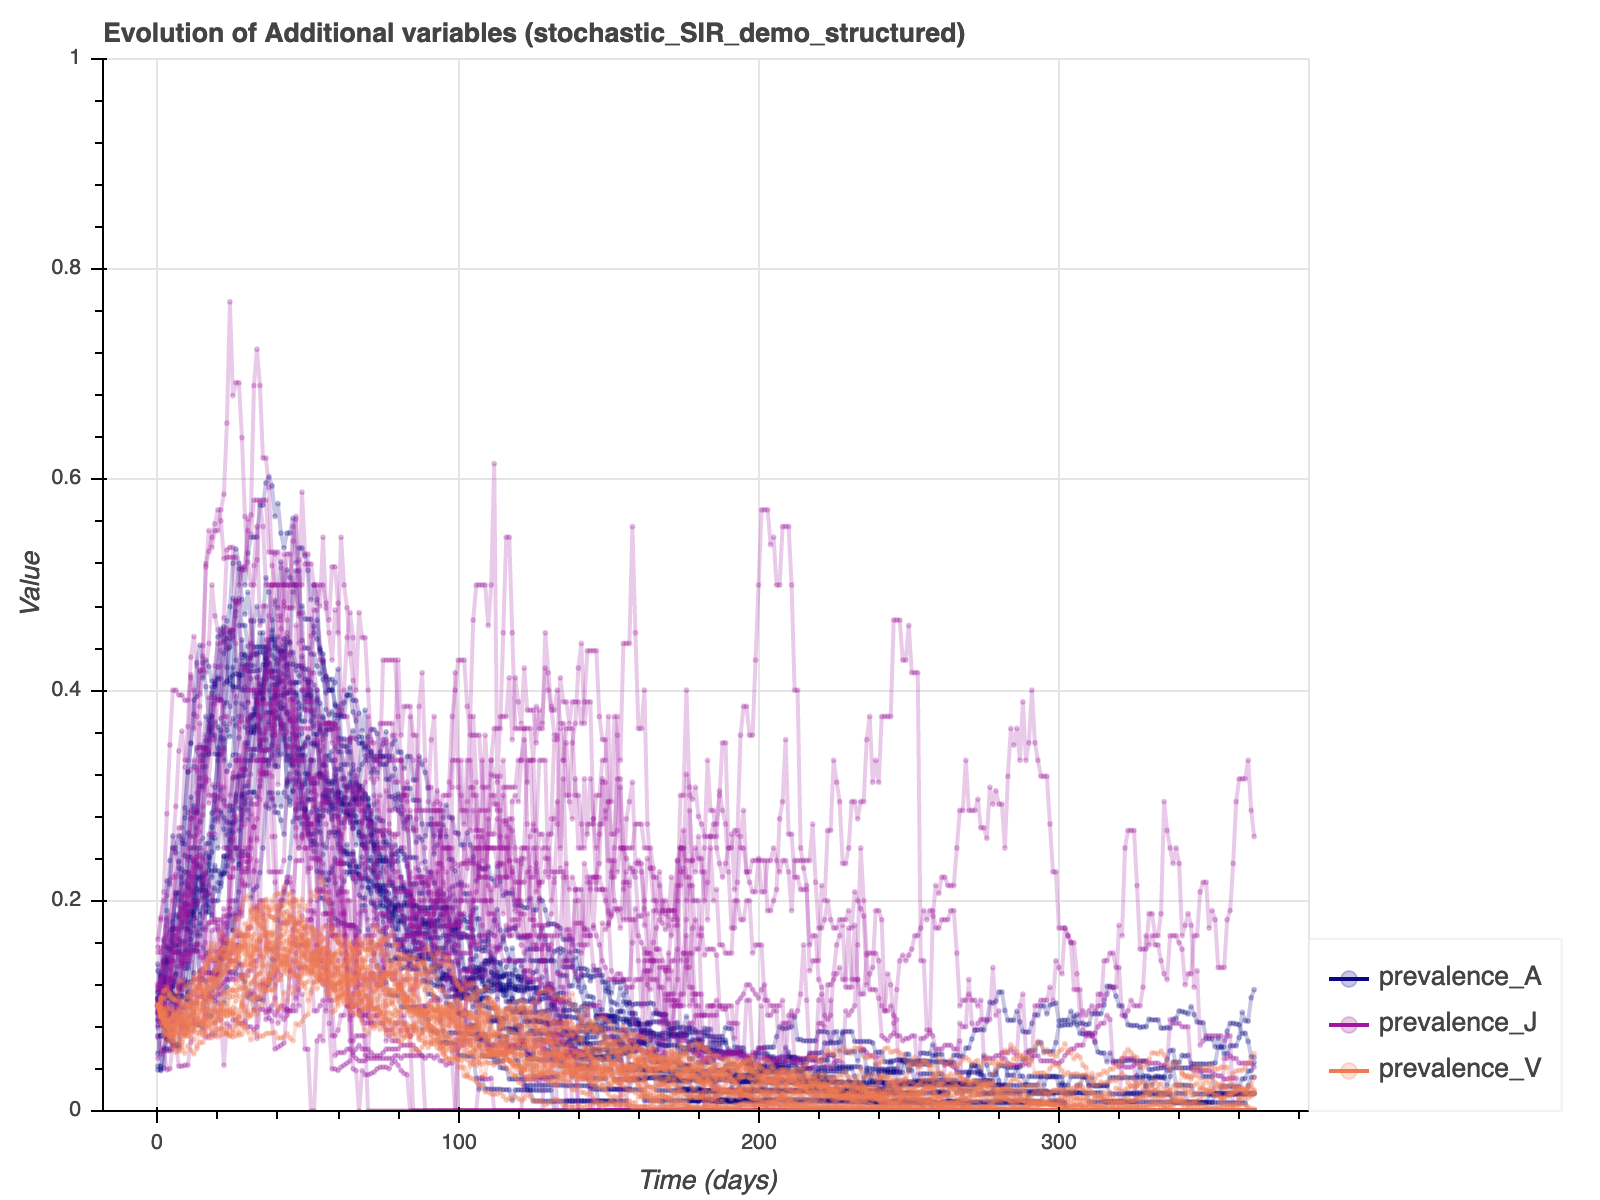 Evolution of Additional variables (stochastic_SIR_demo_structured)
1
0.8
0.6
0.4
0.2
0
Value
0
100
200
300
Time (days)
prevalence_A
prevalence_J
prevalence_V